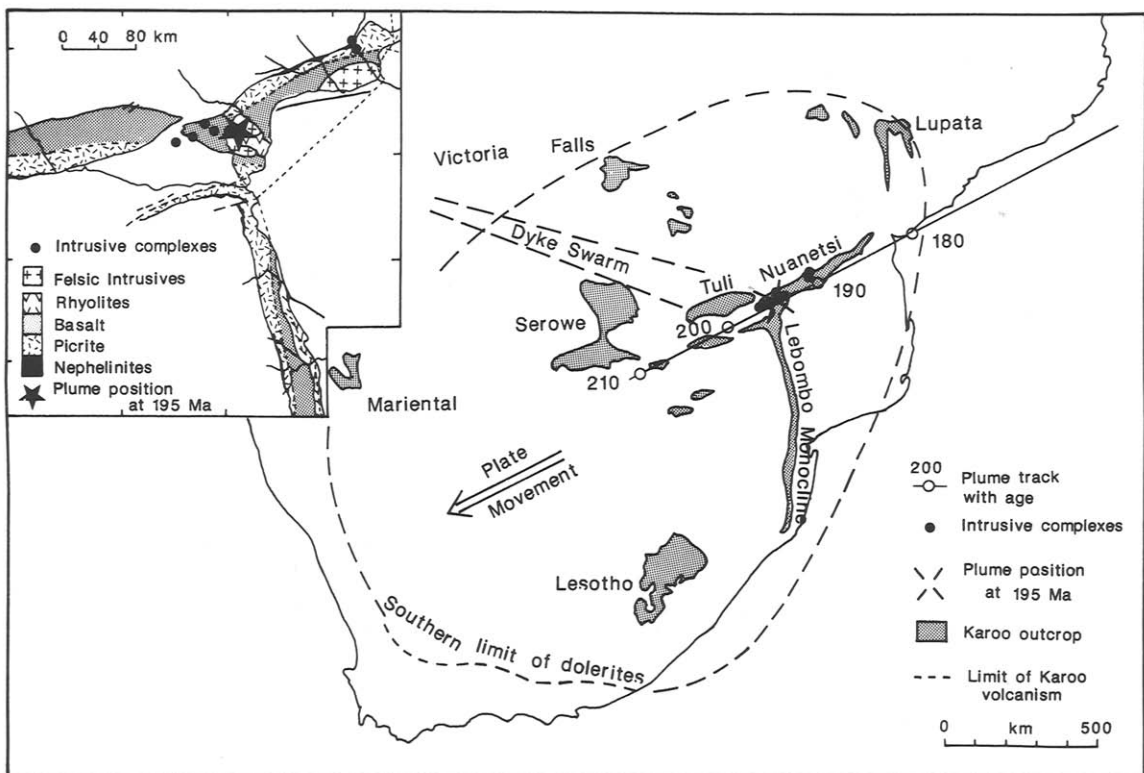 0 40 80 km
Intrusive complexes
Felsic Intrusives
Rhyolites
Basalt
Picrite
Nephelinites
Plume position
at 195 Ma
Victoria Falls
Lupata
180
Dyke Swarm
Nuanetsi
190
Tuli
Serowe
200
210
Lebombo Monocline
Mariental
Plate
Movement
Lesotho
Southern limit of dolerites
200 Plume track
with age
Intrusive complexes
Plume position
at 195 Ma
Karoo outcrop
Limit of Karoo
volcanism
0 km 500